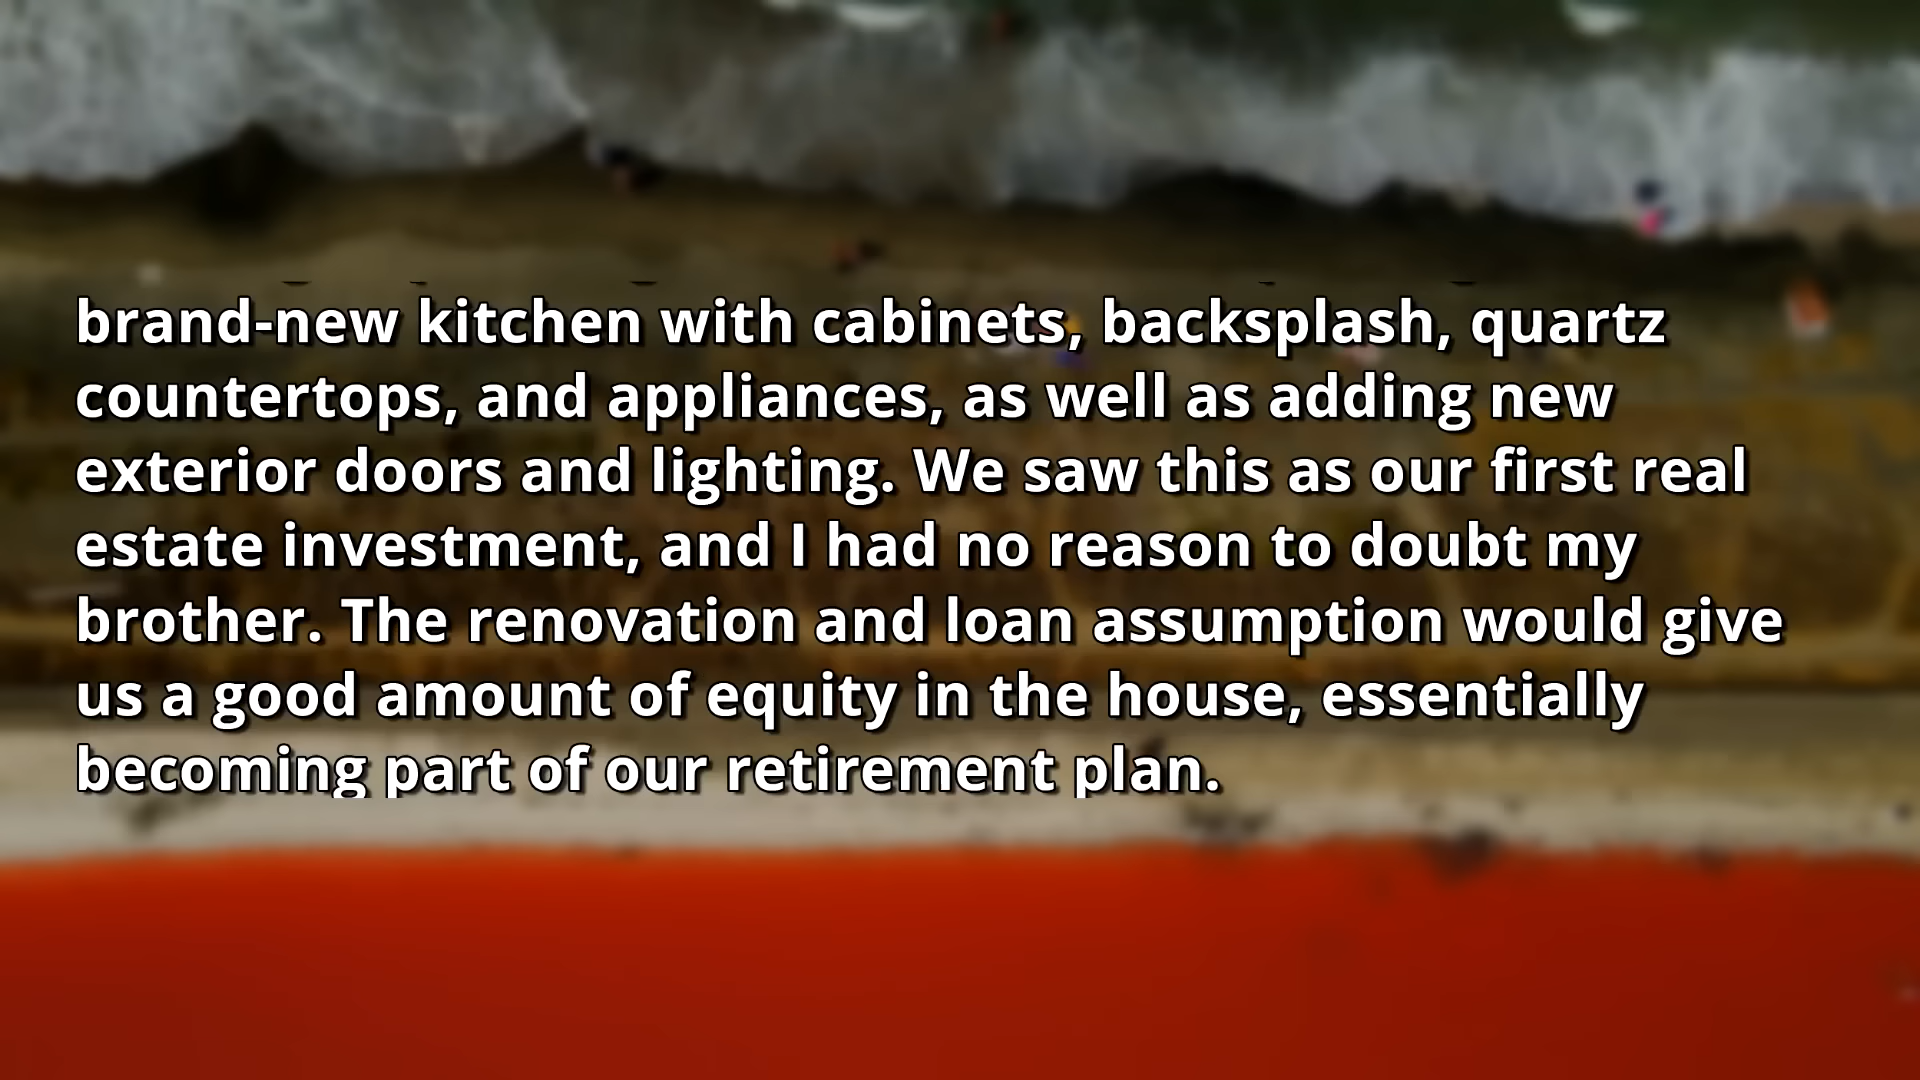 brand-new kitchen with cabinets, backsplash, quartz
countertops, and appliances, as well as adding new
exterior doors and lighting. We saw this as our first real
estate investment, and I had no reason to doubt my
brother. The renovation and loan assumption would give
us a good amount of equity in the house, essentially
becoming part of our retirement plan.